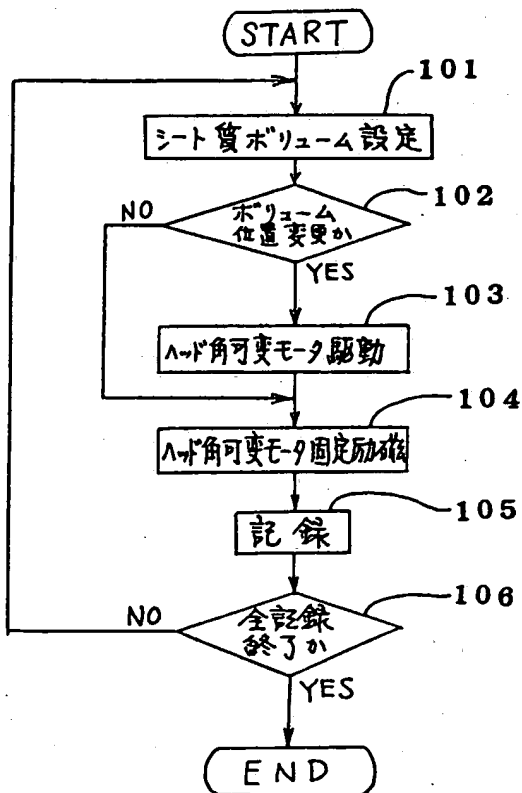 START
101
シート質ボリューム設定
102
NO
ボリューム
位置変更か
YES
103
ヘッド角可変モータ駆動
104
ヘッド角可変モータ固定励磁
105
記録
106
NO
全記録
終了か
YES
END